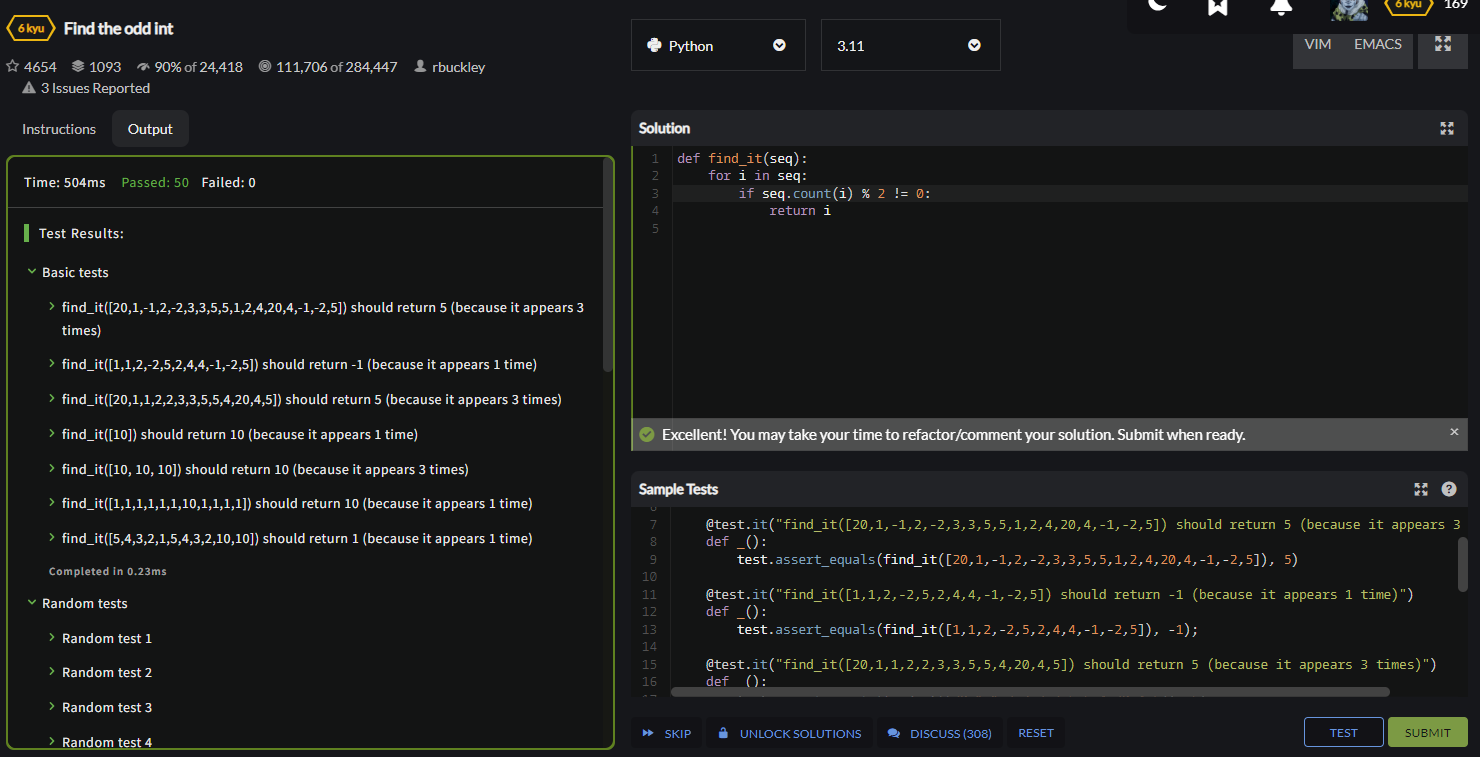 6 kyu Find the odd int
4654 1093 90% of 24,418 111,706 of 284,447 rbuckley
3 Issues Reported
Instructions Output
Time: 504ms Passed: 50 Failed: 0
Test Results:
Basic tests
find_it([20,1,-1,2,-2,3,3,5,5,1,2,4,20,4,-1,-2,5]) should return 5 (because it appears 3
times)
find_it([1,1,2,-2,5,2,4,4,-1,-2,5]) should return -1 (because it appears 1 time)
find_it([20,1,1,2,2,3,3,5,5,4,20,4,5]) should return 5 (because it appears 3 times)
find_it([10]) should return 10 (because it appears 1 time)
find_it([10, 10, 10]) should return 10 (because it appears 3 times)
find_it([1,1,1,1,1,1,10,1,1,1,1]) should return 10 (because it appears 1 time)
find_it([5,4,3,2,1,5,4,3,2,10,10]) should return 1 (because it appears 1 time)
Completed in 0.23ms
Random tests
Random test 1
Random test 2
Random test 3
Random test 4
6 kyu 169
Python 3.11 VIM EMACS
Solution
1 def find_it(seq):
2 for i in seq:
3 if seq.count(i) % 2 != 0:
4 return i
5
Excellent! You may take your time to refactor/comment your solution. Submit when ready. ×
Sample Tests ?
6
7 @test.it("find_it([20,1,-1,2,-2,3,3,5,5,1,2,4,20,4,-1,-2,5]) should return 5 (because it appears 3
8 def _():
9 test.assert_equals(find_it([20,1,-1,2,-2,3,3,5,5,1,2,4,20,4,-1,-2,5]), 5)
10
11 @test.it("find_it([1,1,2,-2,5,2,4,4,-1,-2,5]) should return -1 (because it appears 1 time)")
12 def _():
13 test.assert_equals(find_it([1,1,2,-2,5,2,4,4,-1,-2,5]), -1);
14
15 @test.it("find_it([20,1,1,2,2,3,3,5,5,4,20,4,5]) should return 5 (because it appears 3 times)")
16 def _():
17
SKIP UNLOCK SOLUTIONS DISCUSS (308) RESET TEST SUBMIT